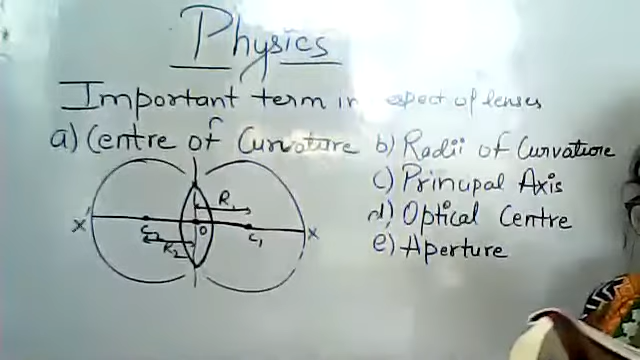 Physics
Important term in espect of lenses
a) Centre of Curvature b) Radii of Curvature
c) Principal Axis
d) Optical Centre
e) Aperture
R1
X' C2 O C1 X
R2